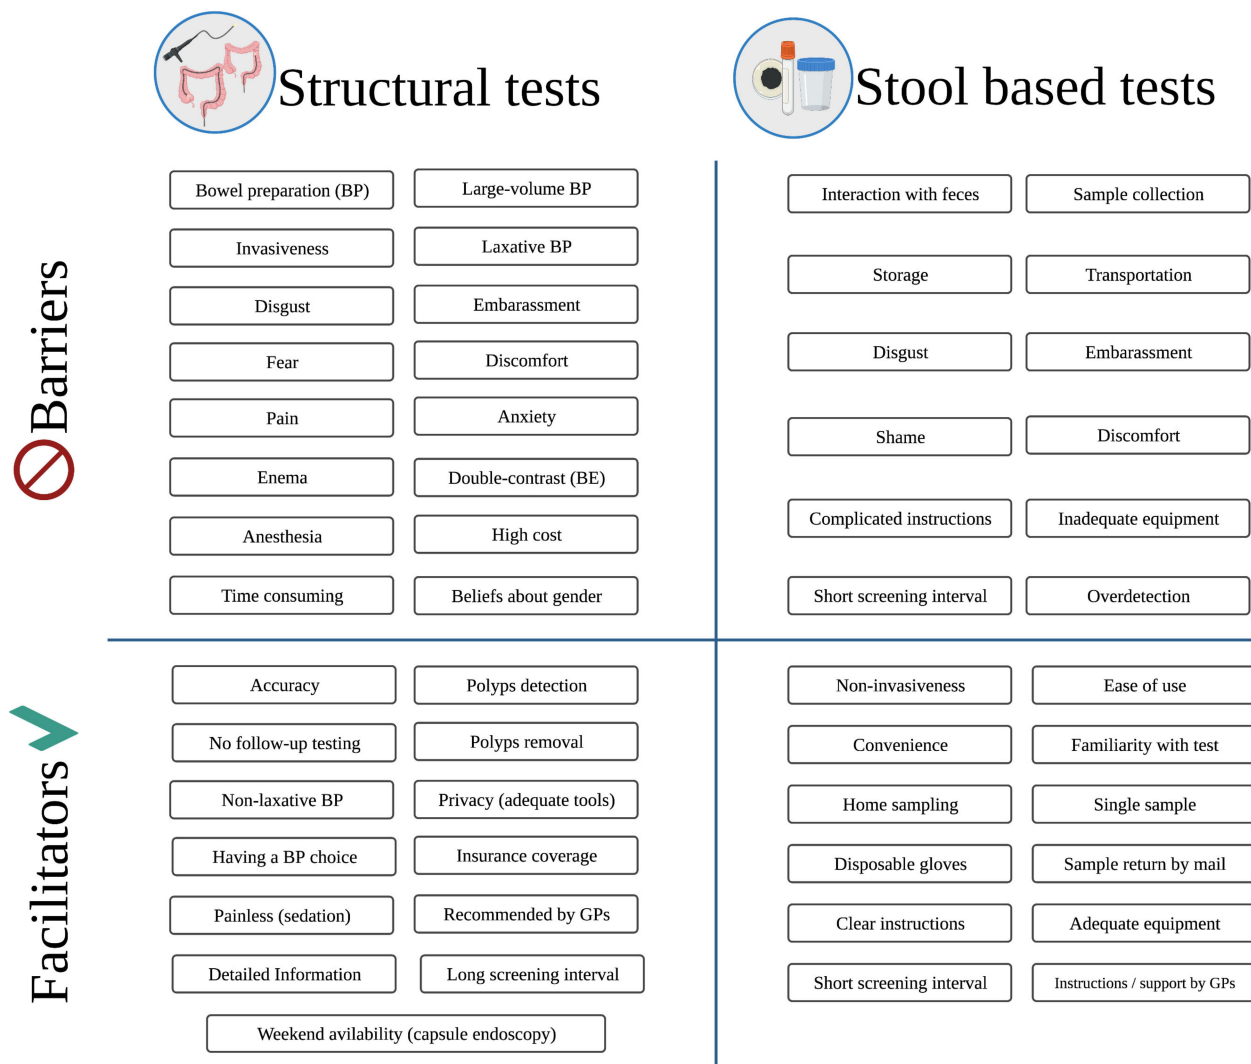 Structural tests
Stool based tests
Barriers
Bowel preparation (BP)
Large-volume BP
Invasiveness
Laxative BP
Disgust
Embarassment
Fear
Discomfort
Pain
Anxiety
Enema
Double-contrast (BE)
Anesthesia
High cost
Time consuming
Beliefs about gender
Interaction with feces
Sample collection
Storage
Transportation
Disgust
Embarassment
Shame
Discomfort
Complicated instructions
Inadequate equipment
Short screening interval
Overdetection
Facilitators
Accuracy
Polyps detection
No follow-up testing
Polyps removal
Non-laxative BP
Privacy (adequate tools)
Having a BP choice
Insurance coverage
Painless (sedation)
Recommended by GPs
Detailed Information
Long screening interval
Weekend avilability (capsule endoscopy)
Non-invasiveness
Ease of use
Convenience
Familiarity with test
Home sampling
Single sample
Disposable gloves
Sample return by mail
Clear instructions
Adequate equipment
Short screening interval
Instructions / support by GPs